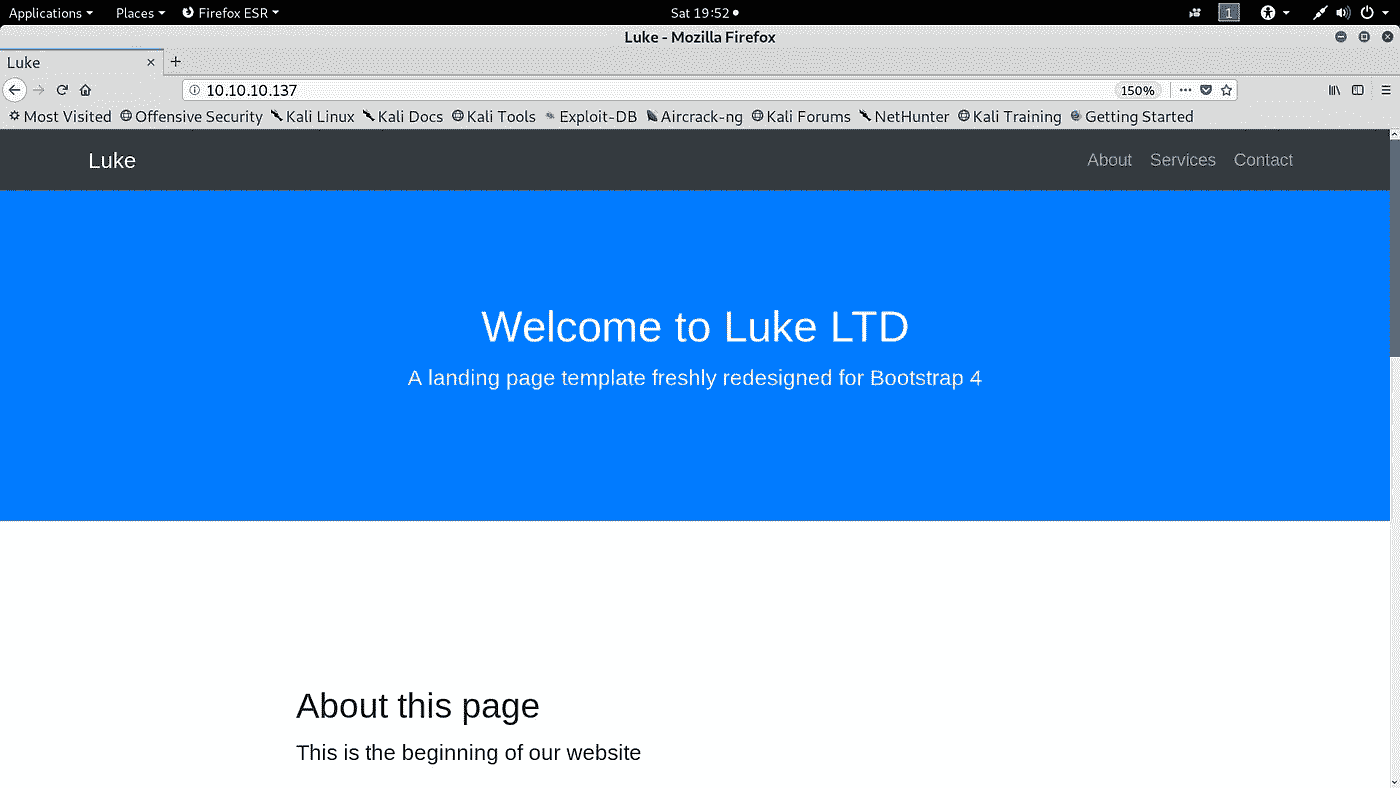 Applications Places Firefox ESR Sat 19:52 1
Luke - Mozilla Firefox
Luke
10.10.10.137 150%
Most Visited Offensive Security Kali Linux Kali Docs Kali Tools Exploit-DB Aircrack-ng Kali Forums NetHunter Kali Training Getting Started
Luke About Services Contact
Welcome to Luke LTD
A landing page template freshly redesigned for Bootstrap 4
About this page
This is the beginning of our website